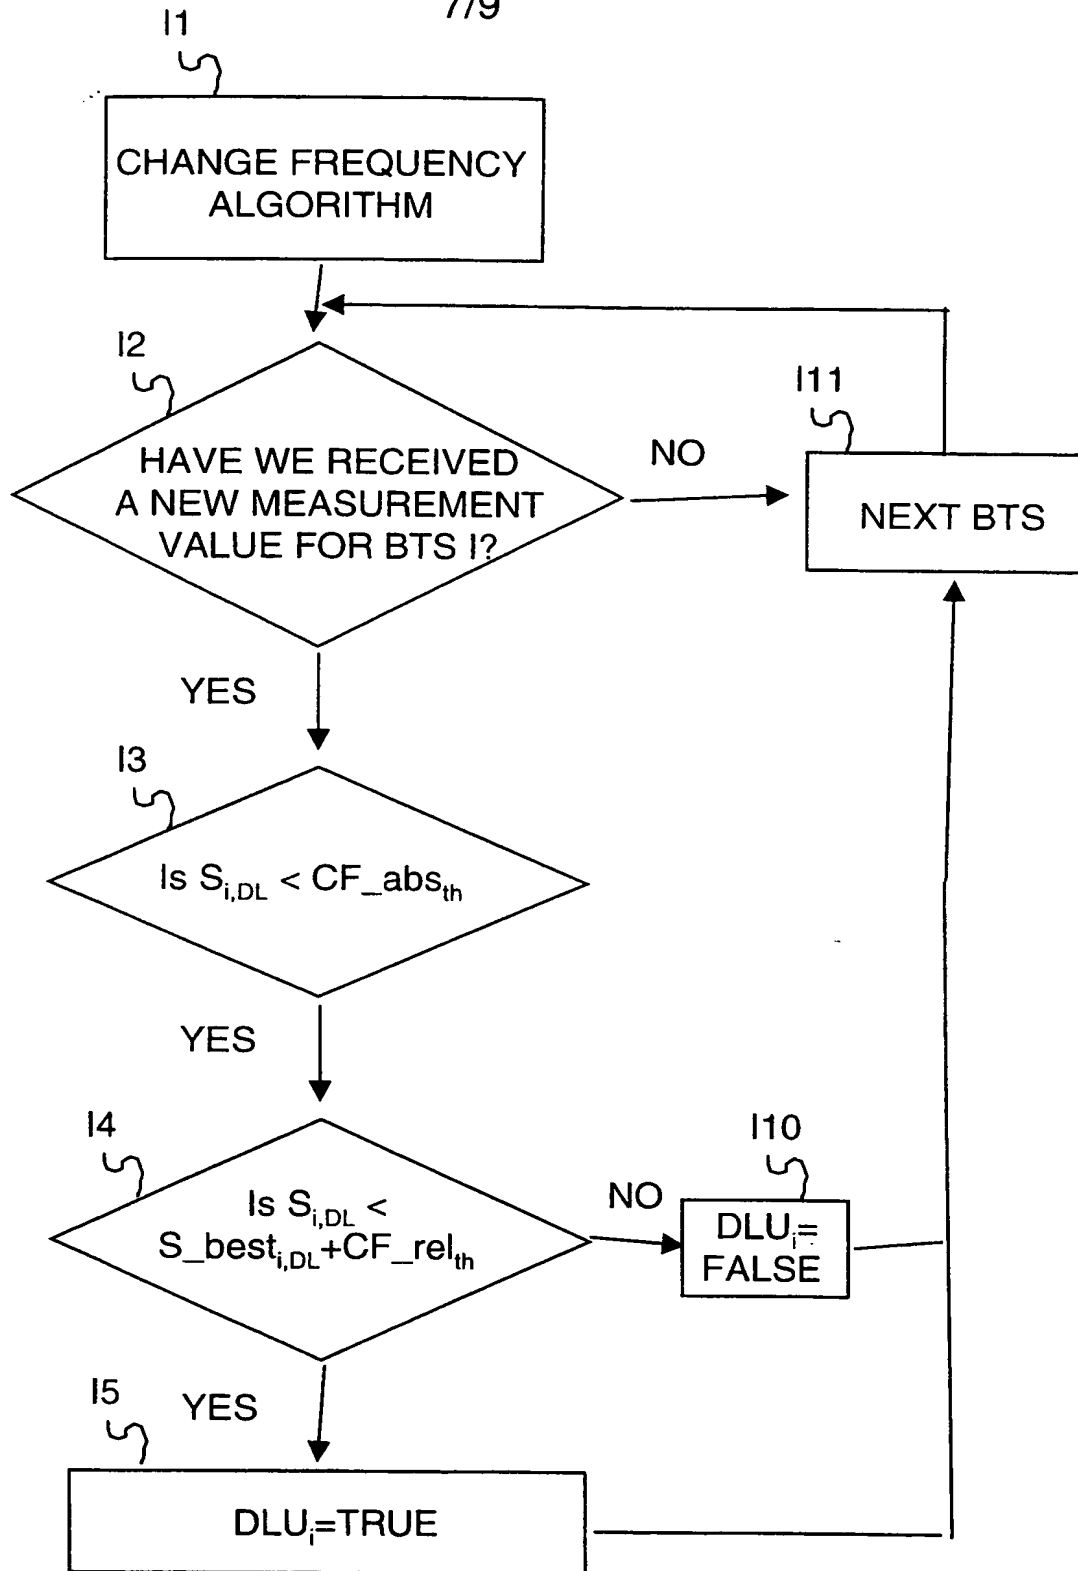 7/9
I1
CHANGE FREQUENCY
ALGORITHM
I2
HAVE WE RECEIVED
A NEW MEASUREMENT
VALUE FOR BTS I?
NO
I11
NEXT BTS
YES
I3
Is S_{i,DL} < CF_abs_{th}
YES
I4
Is S_{i,DL} <
S_best_{i,DL}+CF_rel_{th}
NO
I10
DLU_i=
FALSE
YES
I5
DLU_i=TRUE